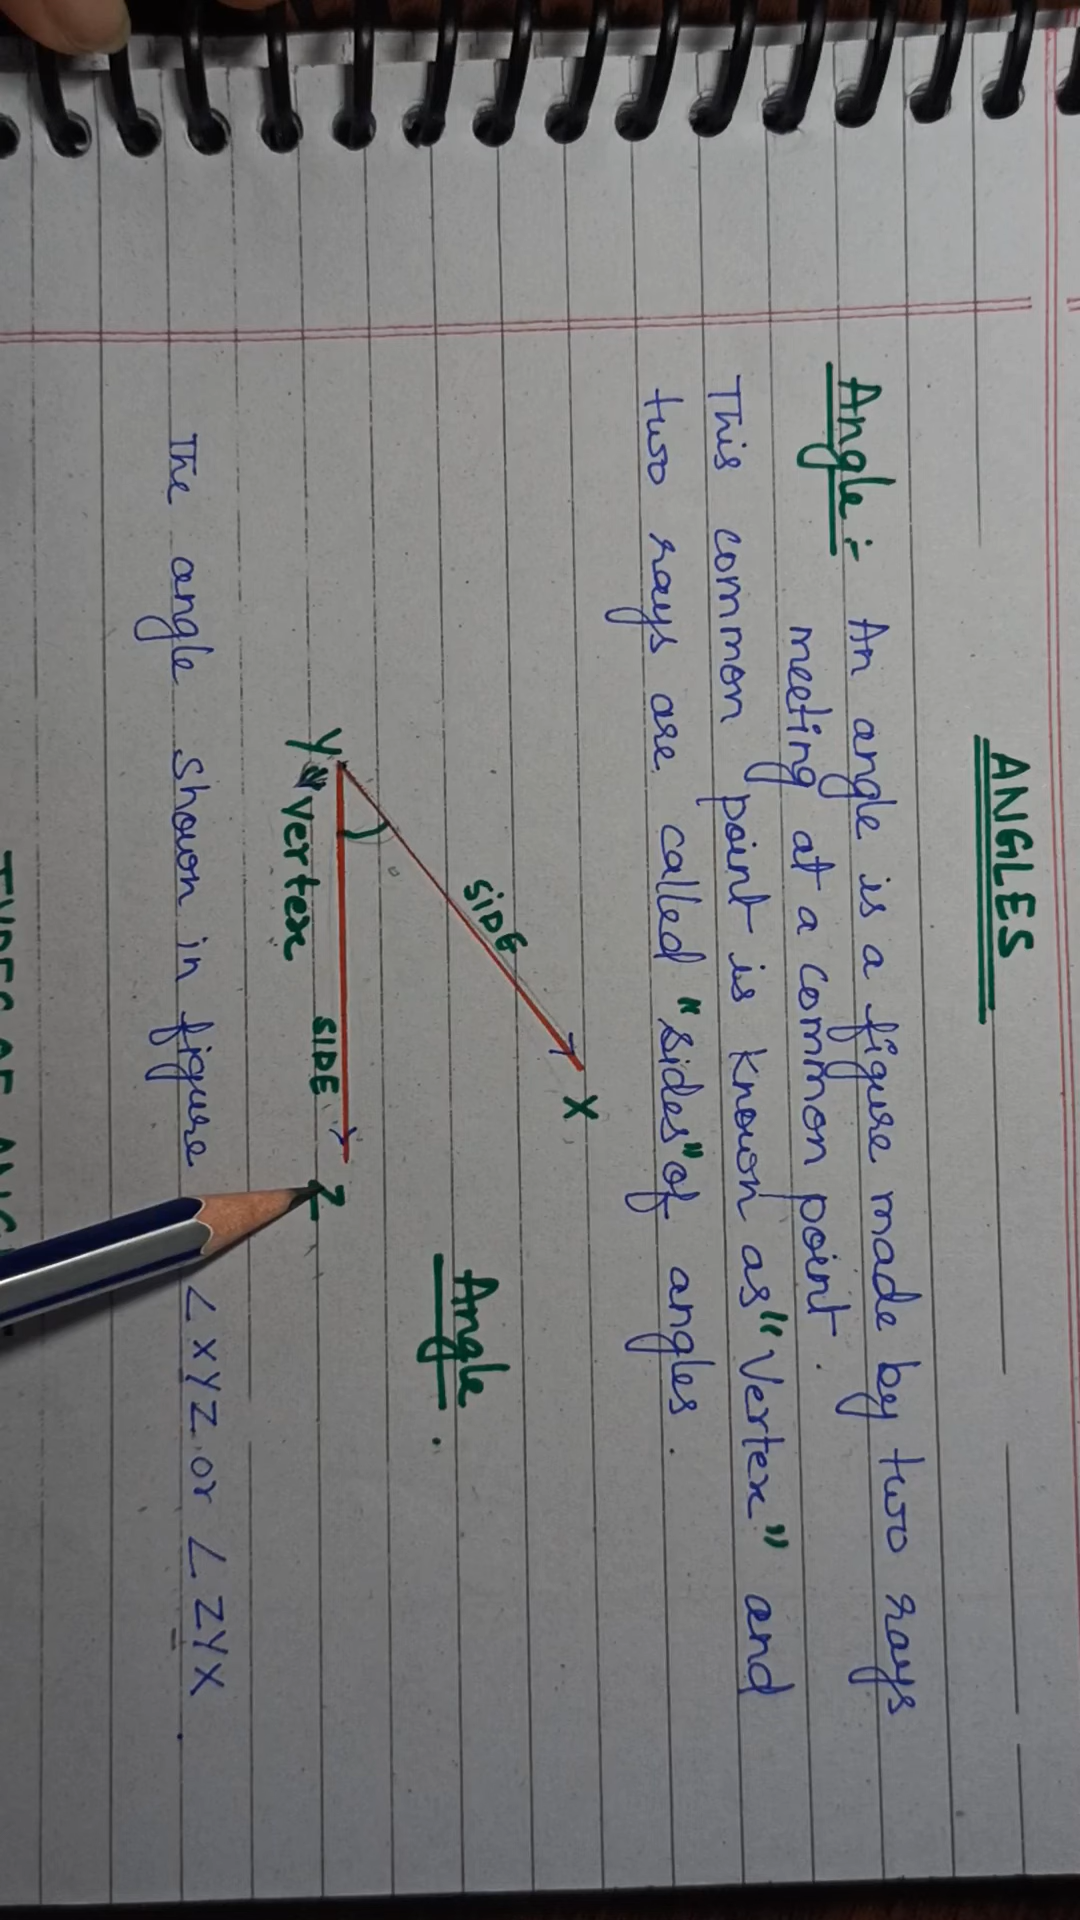 ANGLES
Angle :- An angle is a figure made by two rays
meeting at a common point.
This common point is known as "Vertex" and
two rays are called "sides" of angles.
X
SIDE
Angle.
Y
Vertex
SIDE
Z
The angle shown in figure ∠XYZ or ∠ZYX.